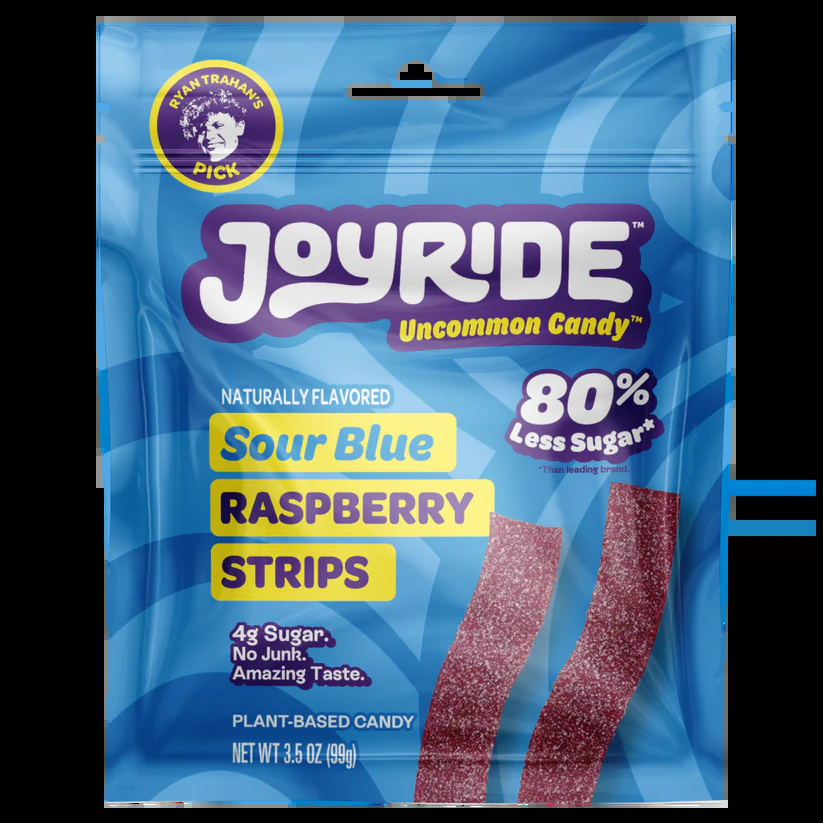 RYAN TRAHAN'S
PICK
JOYRIDE™
Uncommon Candy™
NATURALLY FLAVORED
Sour Blue
RASPBERRY
STRIPS
80%
Less Sugar*
*Than leading brand.
4g Sugar.
No Junk.
Amazing Taste.
PLANT-BASED CANDY
NET WT 3.5 OZ (99g)